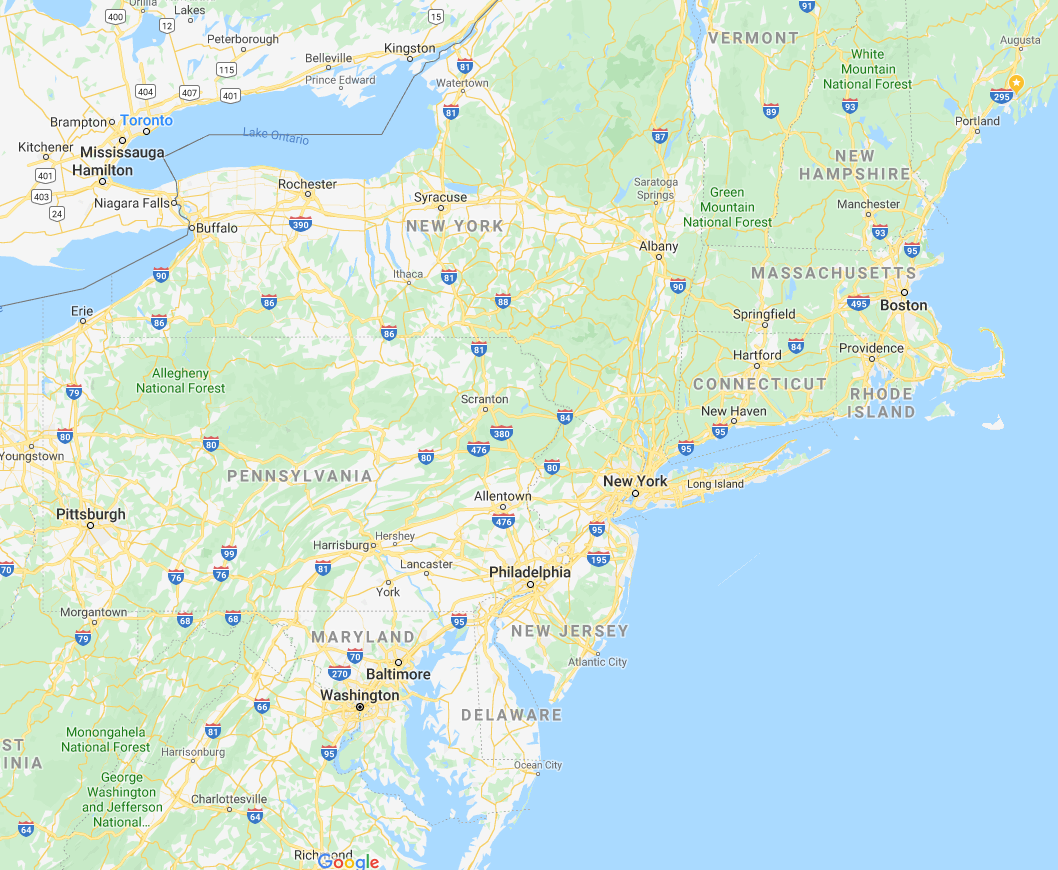 Orillia
400
Lakes
12
15
91
VERMONT
Augusta
Peterborough
Kingston
Belleville
115
Prince Edward
81
Watertown
White
Mountain
National Forest
404
407
401
295
Brampton
Toronto
81
89
93
Portland
Lake Ontario
87
Kitchener
Mississauga
Hamilton
401
403
24
Niagara Falls
Rochester
Syracuse
Saratoga
Springs
Green
Mountain
National Forest
NEW
HAMPSHIRE
Manchester
Buffalo
390
NEW YORK
93
95
Albany
90
Ithaca
81
90
MASSACHUSETTS
Boston
88
86
495
Erie
86
86
Springfield
81
84
Hartford
Providence
Allegheny
National Forest
79
CONNECTICUT
RHODE
ISLAND
Scranton
84
New Haven
380
95
80
80
476
80
80
95
Youngstown
PENNSYLVANIA
New York
Long Island
Allentown
Pittsburgh
476
95
Harrisburg
Hershey
99
195
70
76
76
81
Lancaster
Philadelphia
York
Morgantown
68
68
95
79
MARYLAND
NEW JERSEY
70
270
Baltimore
Atlantic City
Washington
66
DELAWARE
81
Monongahela
National Forest
ST
INIA
Harrisonburg
95
Ocean City
George
Washington
and Jefferson
National...
Charlottesville
64
64
Google